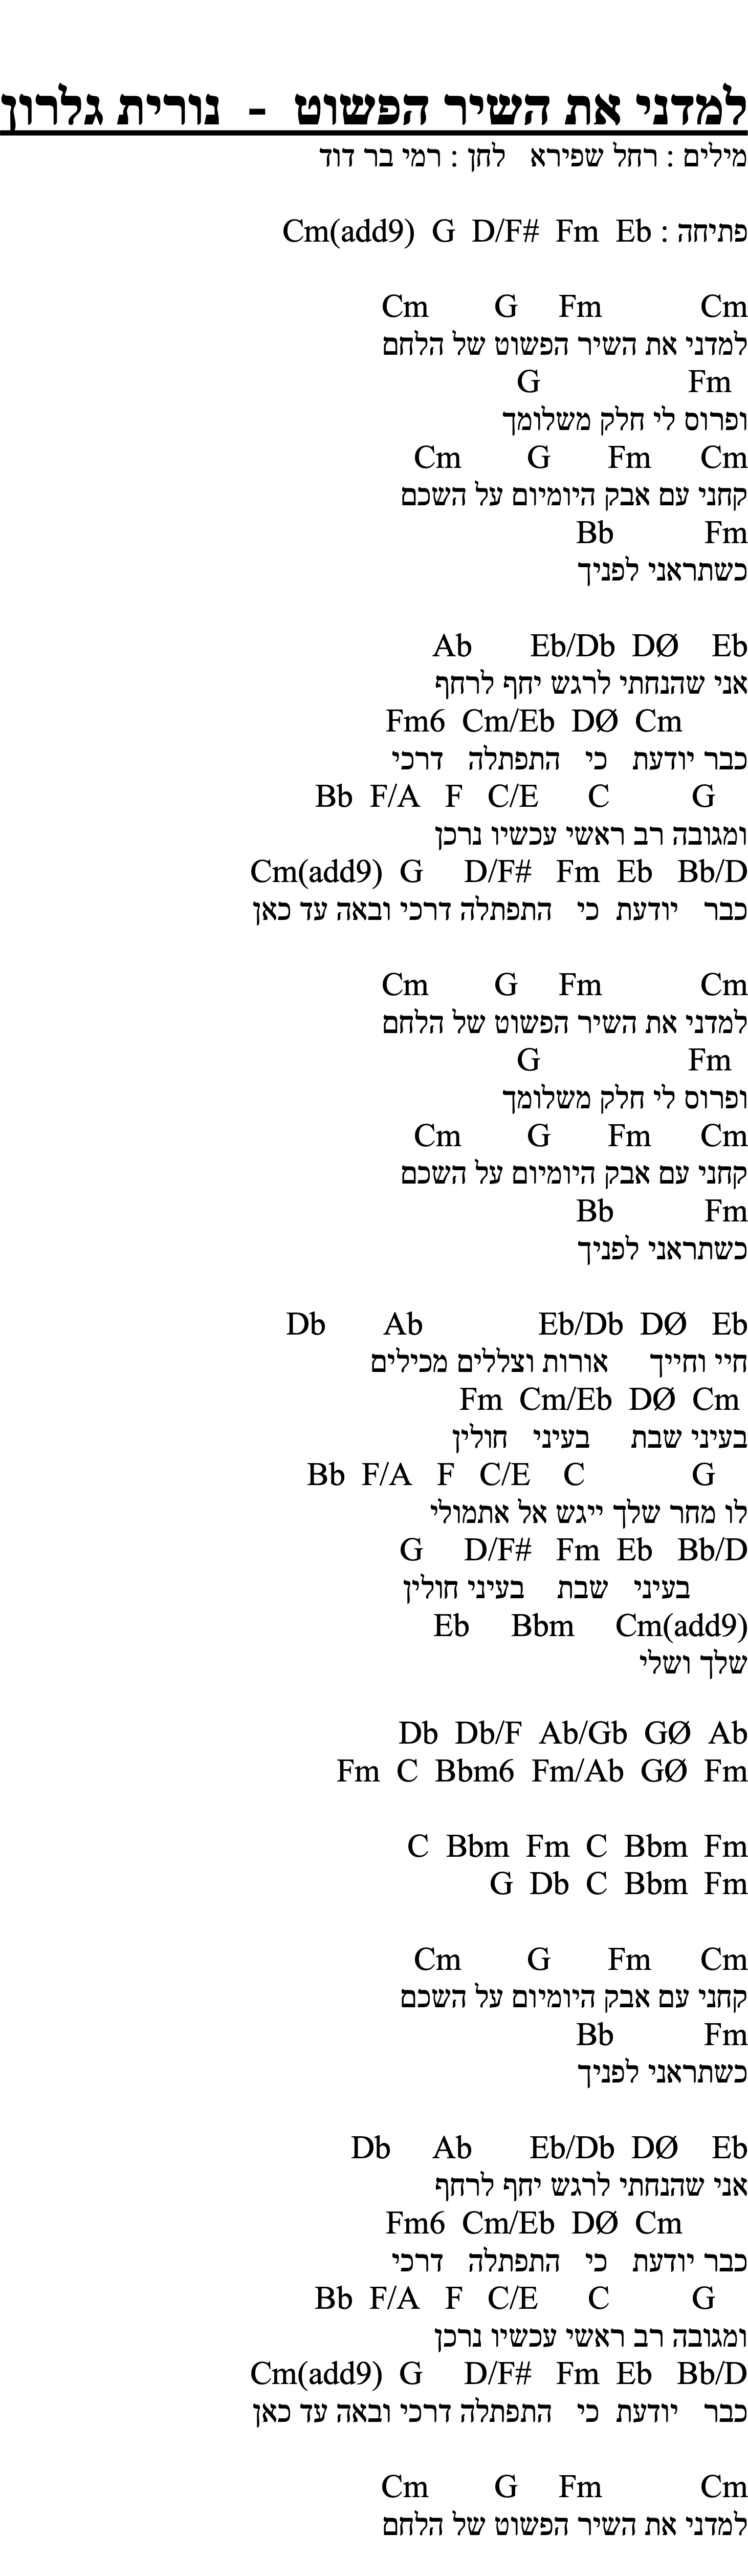 למדני את השיר הפשוט - נורית גלרון
מילים : רחל שפירא לחן : רמי בר דוד
פתיחה : Cm(add9) G D/F# Fm Eb
Cm G Fm Cm
למדני את השיר הפשוט של הלחם
G Fm
ופרוס לי חלק משלומך
Cm G Fm Cm
קחני עם אבק היומיום על השכם
Bb Fm
כשתראני לפניך
Ab Eb/Db DØ Eb
אני שהנחתי לרגש יחף לרחף
Fm6 Cm/Eb DØ Cm
כבר יודעת כי התפתלה דרכי
Bb F/A F C/E C G
ומגובה רב ראשי עכשיו נרכן
Cm(add9) G D/F# Fm Eb Bb/D
כבר יודעת כי התפתלה דרכי ובאה עד כאן
Cm G Fm Cm
למדני את השיר הפשוט של הלחם
G Fm
ופרוס לי חלק משלומך
Cm G Fm Cm
קחני עם אבק היומיום על השכם
Bb Fm
כשתראני לפניך
Db Ab Eb/Db DØ Eb
חיי וחייך אורות וצללים מכילים
Fm Cm/Eb DØ Cm
בעיני שבת בעיני חולין
Bb F/A F C/E C G
לו מחר שלך ייגש אל אתמולי
G D/F# Fm Eb Bb/D
בעיני שבת בעיני חולין
Eb Bbm Cm(add9)
שלך ושלי
Db Db/F Ab/Gb GØ Ab
Fm C Bbm6 Fm/Ab GØ Fm
C Bbm Fm C Bbm Fm
G Db C Bbm Fm
Cm G Fm Cm
קחני עם אבק היומיום על השכם
Bb Fm
כשתראני לפניך
Db Ab Eb/Db DØ Eb
אני שהנחתי לרגש יחף לרחף
Fm6 Cm/Eb DØ Cm
כבר יודעת כי התפתלה דרכי
Bb F/A F C/E C G
ומגובה רב ראשי עכשיו נרכן
Cm(add9) G D/F# Fm Eb Bb/D
כבר יודעת כי התפתלה דרכי ובאה עד כאן
Cm G Fm Cm
למדני את השיר הפשוט של הלחם